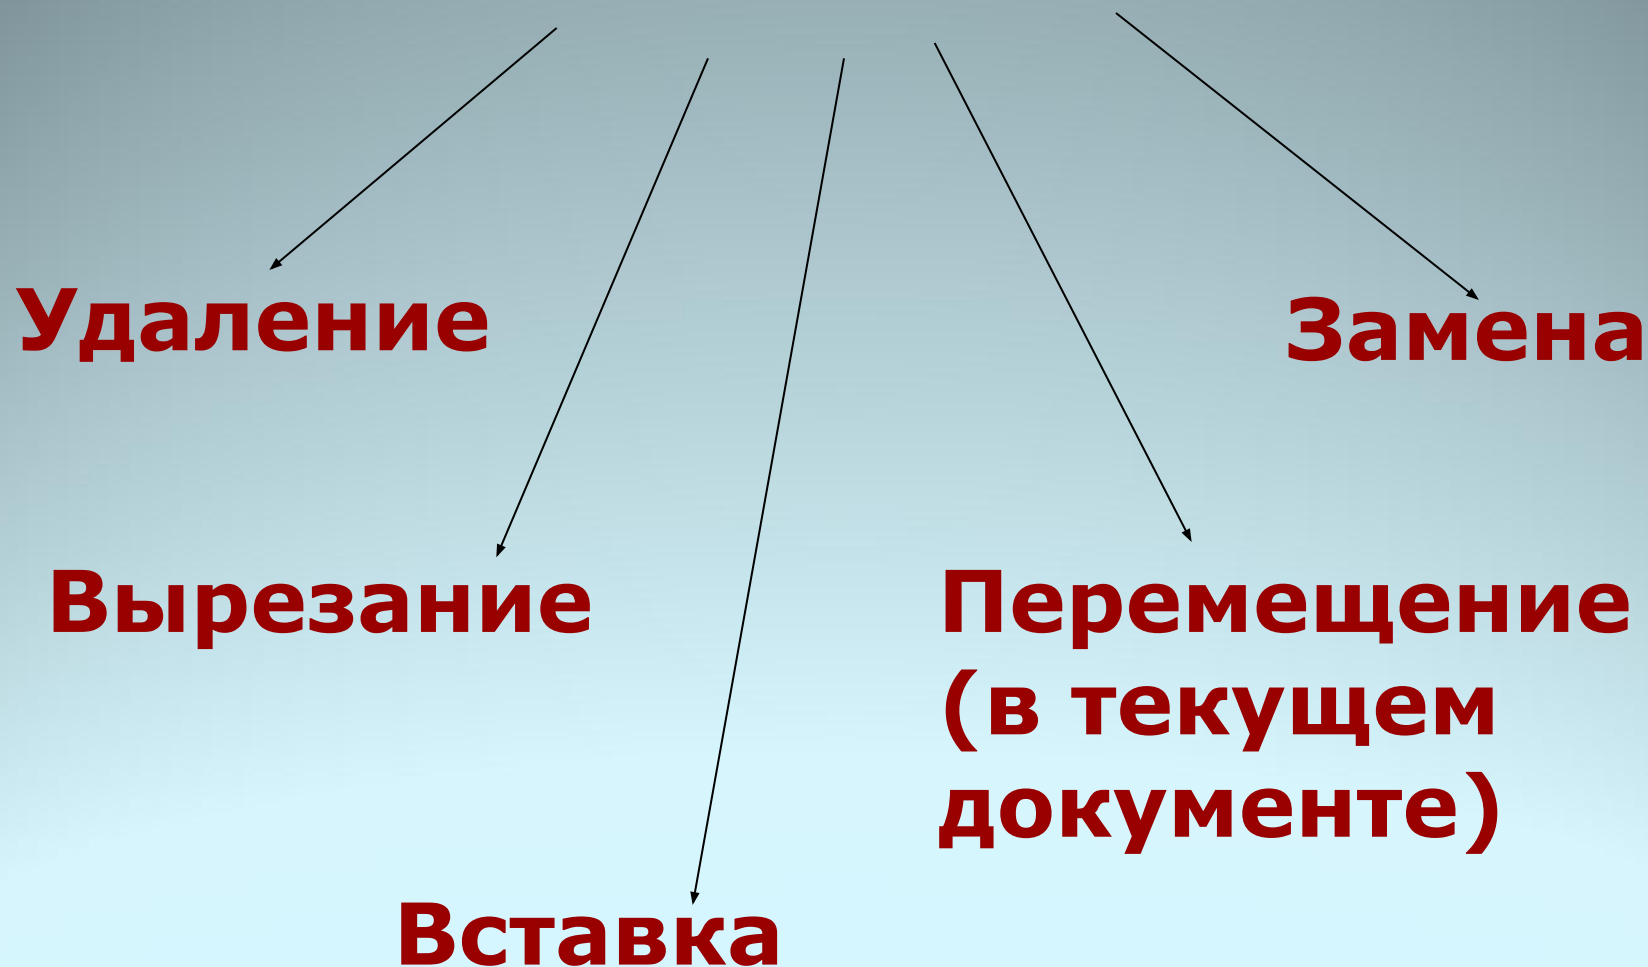 Удаление
Замена
Вырезание
Перемещение
(в текущем
документе)
Вставка